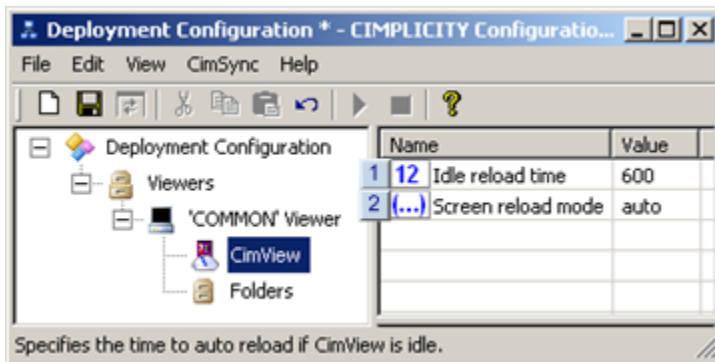 Deployment Configuration * - CIMPLICITY Configuratio...
File Edit View CimSync Help
Deployment Configuration
Viewers
'COMMON' Viewer
CimView
Folders
Name Value
1 12 Idle reload time 600
2 (...) Screen reload mode auto
Specifies the time to auto reload if CimView is idle.